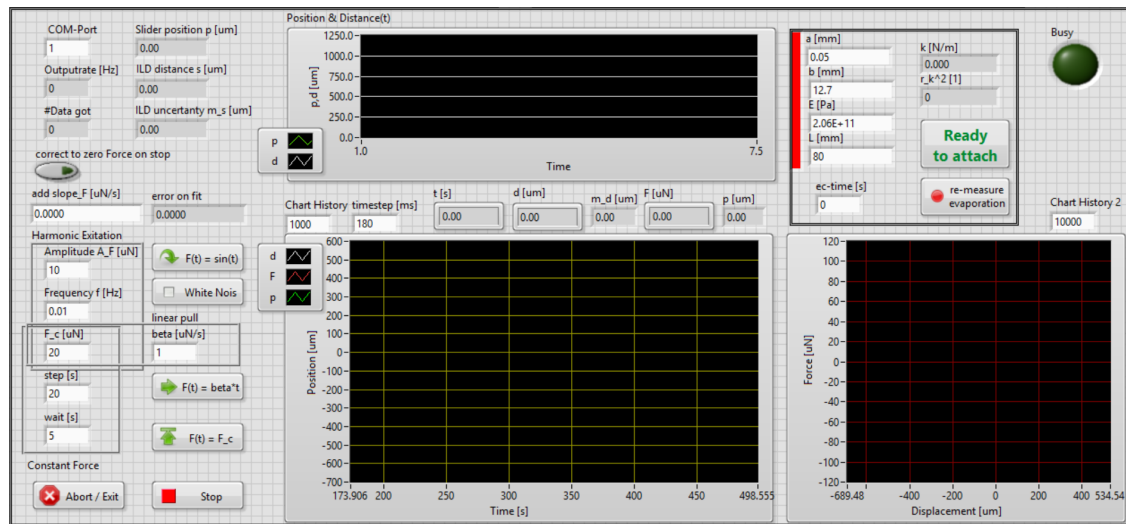 COM-Port
1
Slider position p [um]
0.00
Outputrate [Hz]
0
ILD distance s [um]
0.00
#Data got
0
ILD uncertanty m_s [um]
0.00
correct to zero Force on stop
add slope_F [uN/s]
0.0000
error on fit
0.0000
Harmonic Exitation
Amplitude A_F [uN]
10
F(t) = sin(t)
Frequency f [Hz]
0.01
White Nois
linear pull
F_c [uN]
20
beta [uN/s]
1
step [s]
20
F(t) = beta*t
wait [s]
5
F(t) = F_c
Constant Force
Abort / Exit
Stop
Position & Distance(t)
1250.0
1000.0
750.0
500.0
250.0
0.0
p,d [um]
1.0
7.5
Time
p
d
Chart History
1000
timestep [ms]
180
t [s]
0.00
d [um]
0.00
m_d [um]
0.00
F [uN]
0.00
p [um]
0.00
d
F
p
600
500
400
300
200
100
0
-100
-200
-300
-400
-500
-600
-700
Position [um]
173.906 200 250 300 350 400 450 498.555
Time [s]
a [mm]
0.05
b [mm]
12.7
E [Pa]
2.06E+11
L [mm]
80
k [N/m]
0.000
r_k^2 [1]
0
Ready
to attach
ec-time [s]
0
re-measure
evaporation
Busy
Chart History 2
10000
120
100
80
60
40
20
0
-20
-40
-60
-80
-100
-120
Force [uN]
-689.48 -400 -200 0 200 400 534.54
Displacement [um]